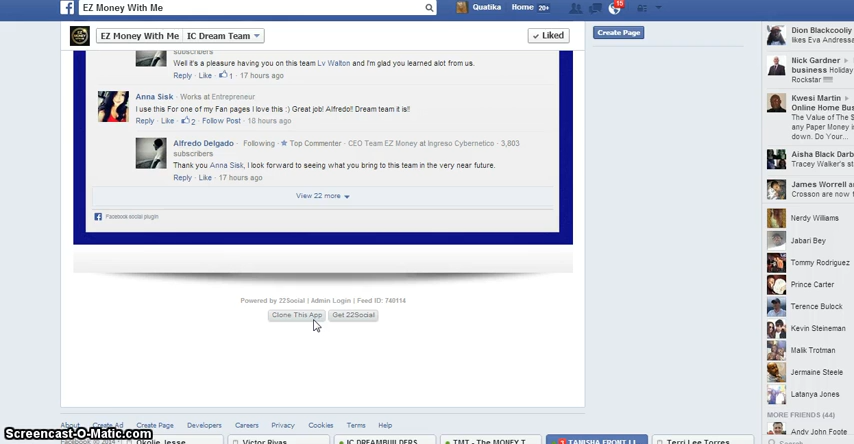 EZ Money With Me
Quatika Home 20+
15
EZ Money With Me IC Dream Team
Liked
Create Page
subscribers
Well it's a pleasure having you on this team Lv Walton and I'm glad you learned alot from us.
Reply · Like · 1 · 17 hours ago
Anna Sisk · Works at Entrepreneur
I use this For one of my Fan pages I love this :) Great job! Alfredo!! Dream team it is!!
Reply · Like · 2 · Follow Post · 18 hours ago
Alfredo Delgado · Following · Top Commenter · CEO Team EZ Money at Ingreso Cybernetico · 3,803
subscribers
Thank you Anna Sisk, I look forward to seeing what you bring to this team in the very near future.
Reply · Like · 17 hours ago
View 22 more
Facebook social plugin
Powered by 22Social | Admin Login | Feed ID: 740114
Clone This App Get 22Social
About Create Ad Create Page Developers Careers Privacy Cookies Terms Help
Facebook © 2014
Dion Blackcooliy
likes Eva Andressa
Nick Gardner
business Holiday
Rockstar !!!!!
Kwesi Martin
Online Home Bus
The Value of The $
any Paper Money in
down. Do Your...
Aisha Black Darb
Tracey Walker's st
James Worrell a
Crosson are now f
Nerdy Williams
Jabari Bey
Tommy Rodriguez
Prince Carter
Terence Bulock
Kevin Steineman
Malik Trotman
Jermaine Steele
Latanya Jones
MORE FRIENDS (44)
Andy John Foote
Search
Okolie Jesse
Victor Rivas
IC DREAMBUILDERS
TMT - The MONEY T
TANISHA FRONT LI
Terri Lee Torres
Screencast-O-Matic.com